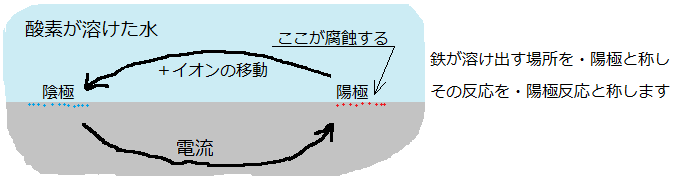 酸素が溶けた水
ここが腐蝕する
+イオンの移動
陰極
陽極
電流
鉄が溶け出す場所を・陽極と称し
その反応を・陽極反応と称します